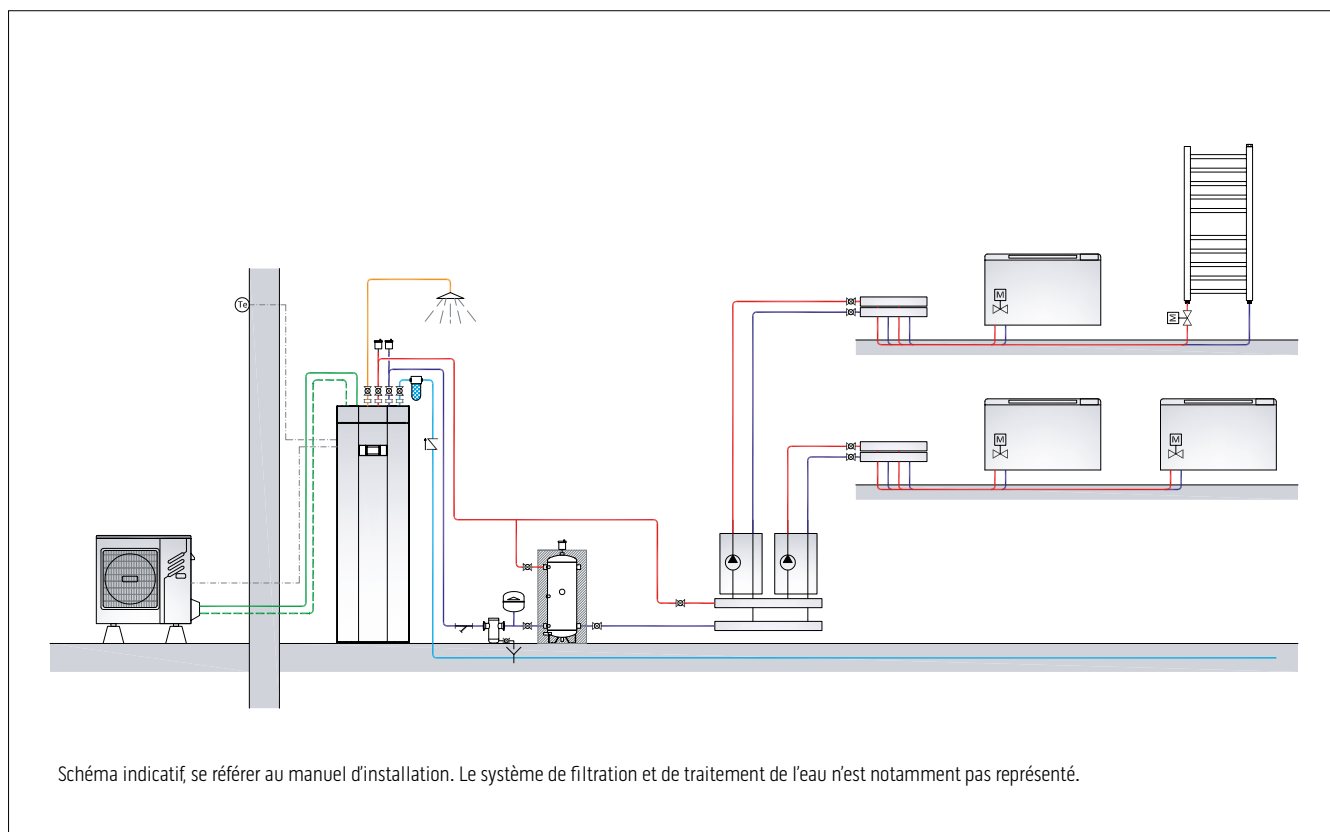 Te
M
M
M
M
Schéma indicatif, se référer au manuel d'installation. Le système de filtration et de traitement de l'eau n'est notamment pas représenté.